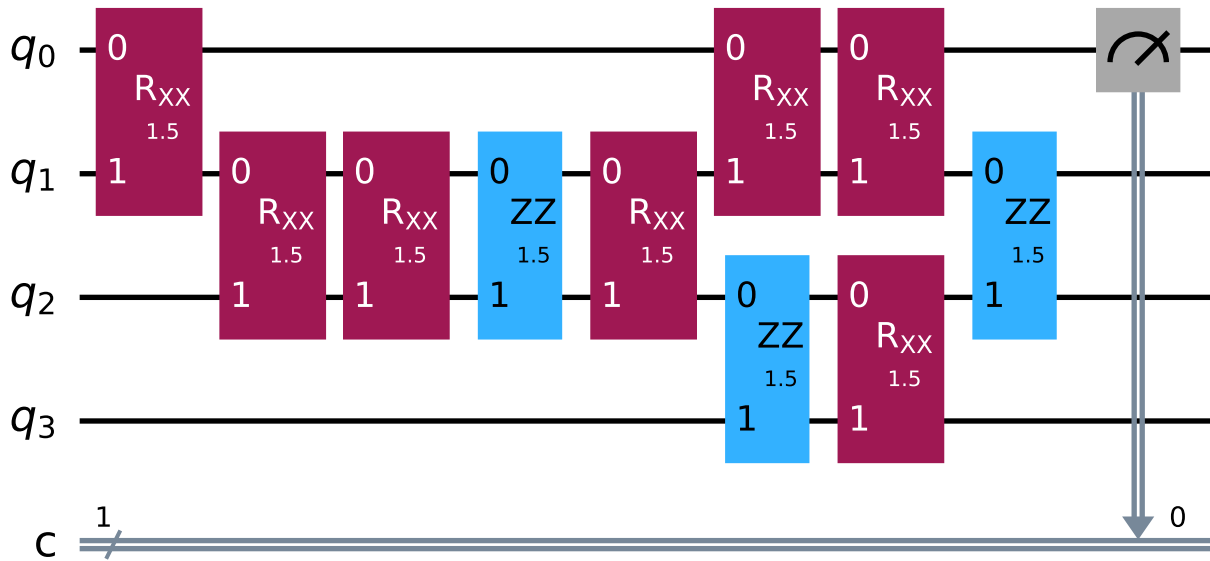 q0 0 0 0
RXX RXX RXX
1.5 1.5 1.5
q1 1 0 0 0 0 1 1 0
RXX RXX ZZ RXX ZZ
1.5 1.5 1.5 1.5 1.5
q2 1 1 1 1 0 0 1
ZZ RXX
1.5 1.5
q3 1 1
1 0
c